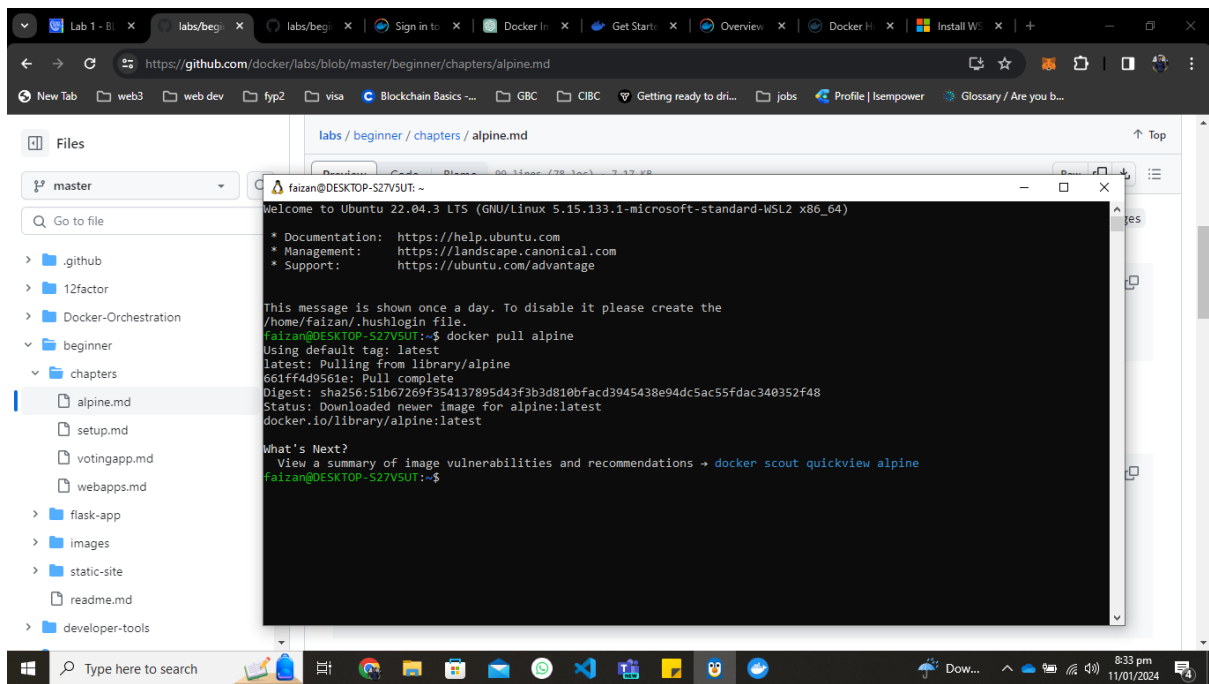 Lab 1 - Bl
labs/begi
labs/begi
Sign in to
Docker In
Get Starte
Overview
Docker H
Install WS
https://github.com/docker/labs/blob/master/beginner/chapters/alpine.md
New Tab
web3
web dev
fyp2
visa
Blockchain Basics -...
GBC
CIBC
Getting ready to dri...
jobs
Profile | Isempower
Glossary / Are you b...
Files
labs / beginner / chapters / alpine.md
Top
master
Go to file
.github
12factor
Docker-Orchestration
beginner
chapters
alpine.md
setup.md
votingapp.md
webapps.md
flask-app
images
static-site
readme.md
developer-tools
faizan@DESKTOP-S27V5UT: ~
Welcome to Ubuntu 22.04.3 LTS (GNU/Linux 5.15.133.1-microsoft-standard-WSL2 x86_64)
* Documentation: https://help.ubuntu.com
* Management: https://landscape.canonical.com
* Support: https://ubuntu.com/advantage
This message is shown once a day. To disable it please create the
/home/faizan/.hushlogin file.
faizan@DESKTOP-S27V5UT:~$ docker pull alpine
Using default tag: latest
latest: Pulling from library/alpine
661ff4d9561e: Pull complete
Digest: sha256:51b67269f354137895d43f3b3d810bfacd3945438e94dc5ac55fdac340352f48
Status: Downloaded newer image for alpine:latest
docker.io/library/alpine:latest
What's Next?
View a summary of image vulnerabilities and recommendations → docker scout quickview alpine
faizan@DESKTOP-S27V5UT:~$
ges
Type here to search
Dow...
8:33 pm
11/01/2024
4